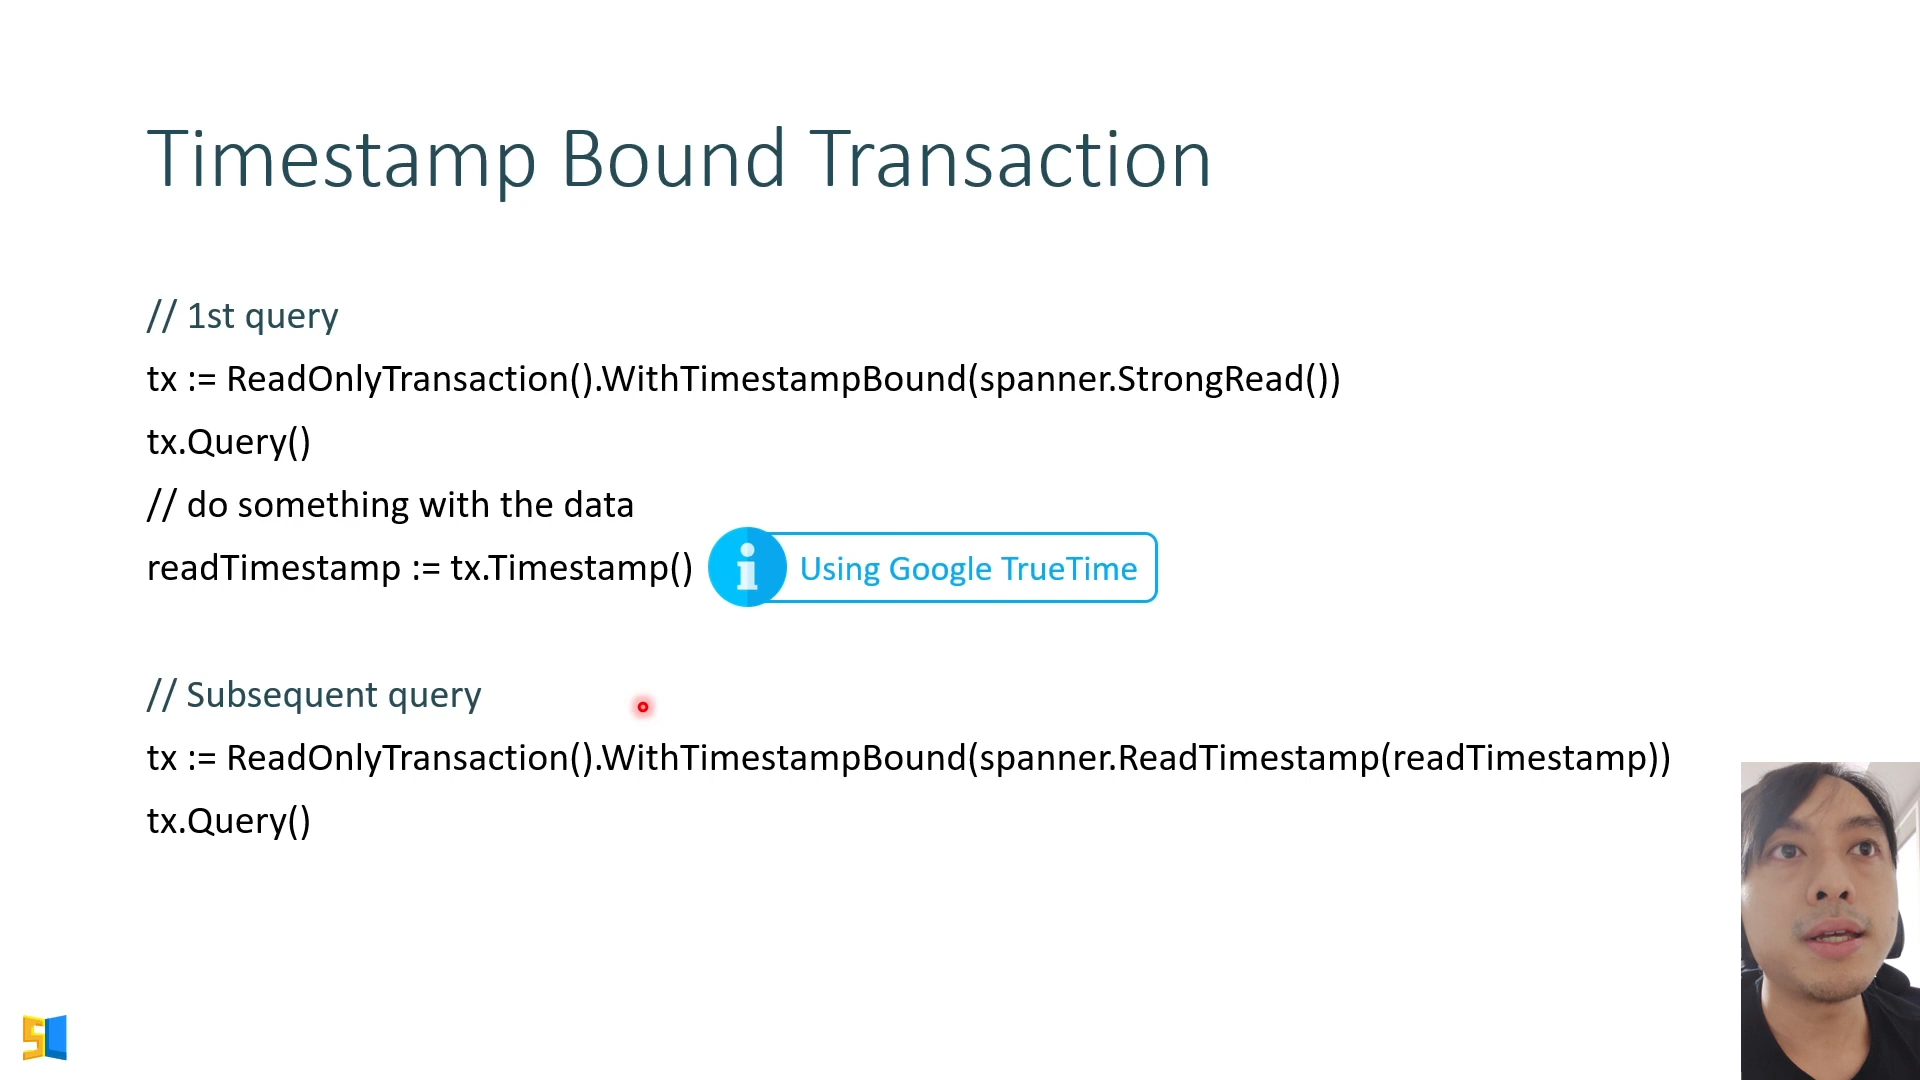 Timestamp Bound Transaction
// 1st query
tx := ReadOnlyTransaction().WithTimestampBound(spanner.StrongRead())
tx.Query()
// do something with the data
readTimestamp := tx.Timestamp()
Using Google TrueTime
// Subsequent query
tx := ReadOnlyTransaction().WithTimestampBound(spanner.ReadTimestamp(readTimestamp))
tx.Query()